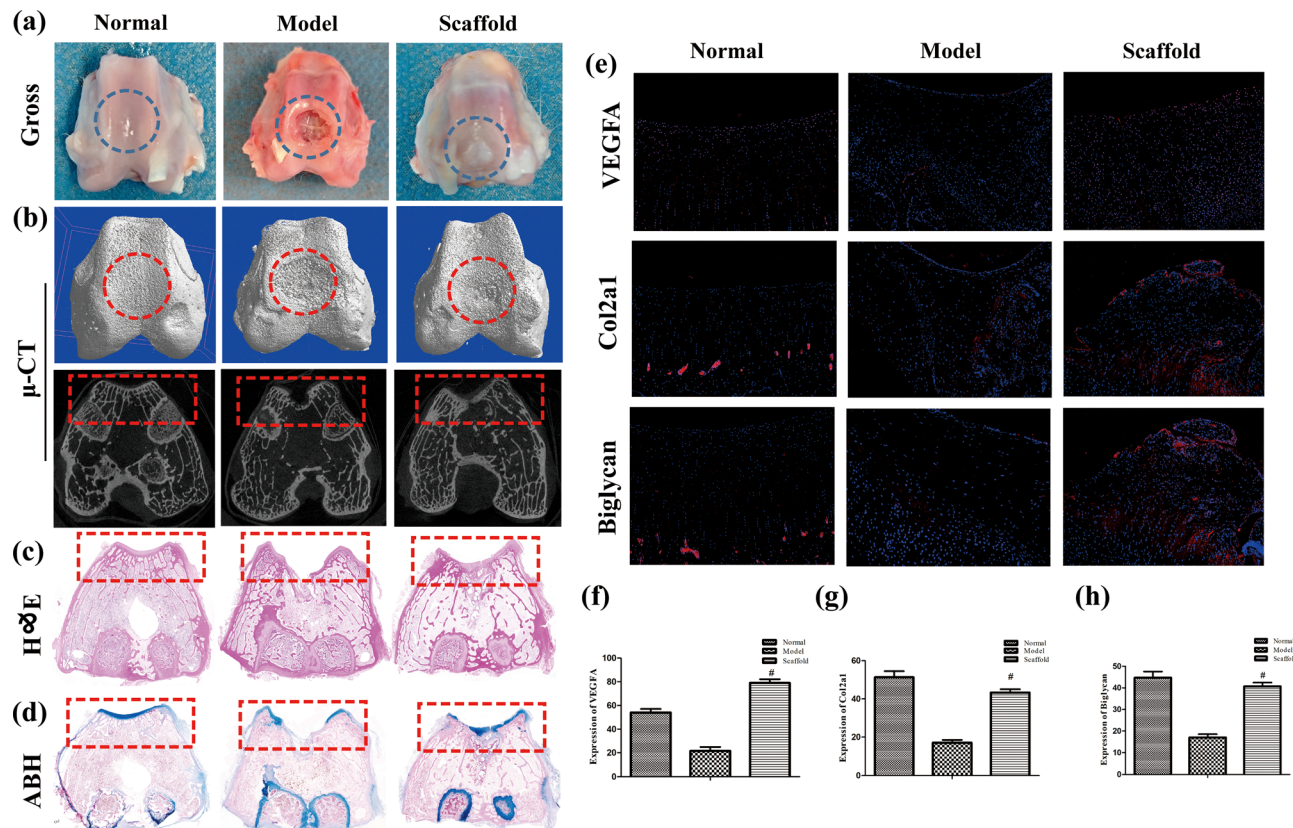 (a)
Normal
Model
Scaffold
Gross
(b)
μ-CT
(c)
H&E
(d)
ABH
(e)
Normal
Model
Scaffold
VEGFA
Col2a1
Biglycan
(f)
Normal
Model
Scaffold
Expression of VEGFA
100
80
60
40
20
0
#
(g)
Normal
Model
Scaffold
Expression of Col2a1
60
40
20
0
#
(h)
Normal
Model
Scaffold
Expression of Biglycan
50
40
30
20
10
0
#